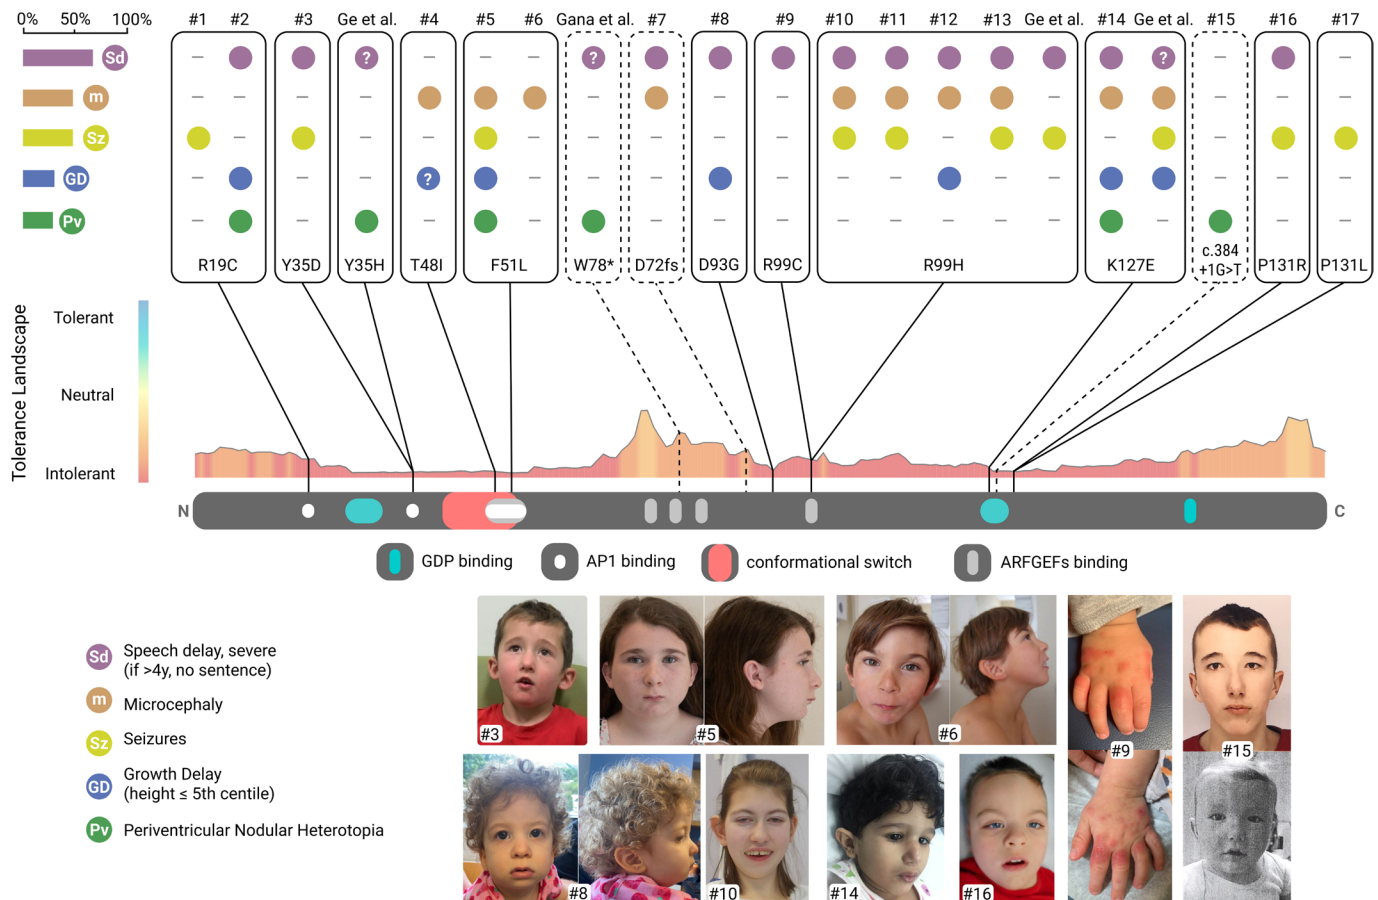 0% 50% 100%
#1 #2 #3 Ge et al. #4 #5 #6 Gana et al. #7 #8 #9 #10 #11 #12 #13 Ge et al. #14 Ge et al. #15 #16 #17
Sd ? ?
m
Sz
GD ?
Pv
R19C Y35D Y35H T48I F51L W78* D72fs D93G R99C R99H K127E c.384 P131R P131L
+1G>T
Tolerance Landscape
Tolerant
Neutral
Intolerant
N C
GDP binding AP1 binding conformational switch ARFGEFs binding
Sd Speech delay, severe
(if >4y, no sentence)
m Microcephaly
Sz Seizures
GD Growth Delay
(height ≤ 5th centile)
Pv Periventricular Nodular Heterotopia
#3 #5 #6 #9 #15
#8 #10 #14 #16